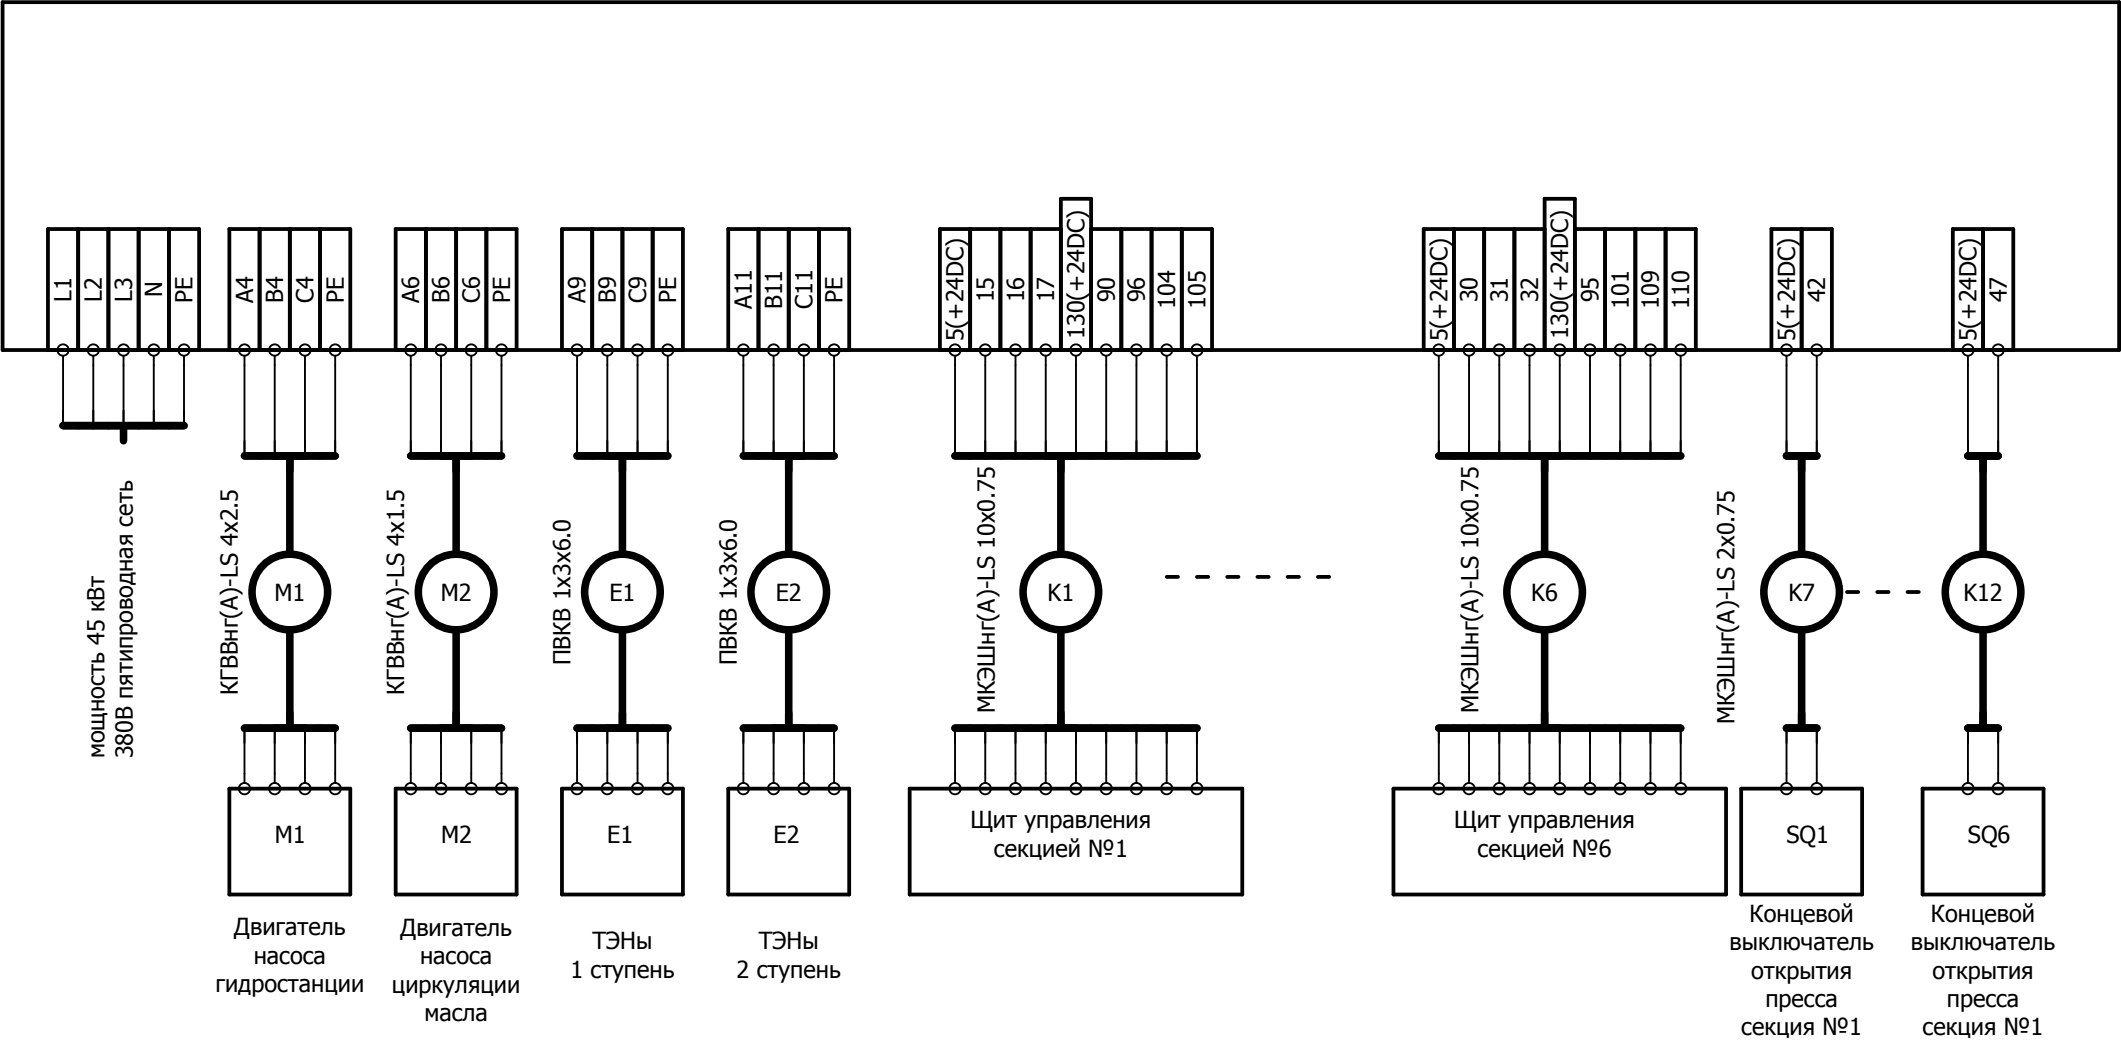 L1
L2
L3
N
PE
A4
B4
C4
PE
A6
B6
C6
PE
A9
B9
C9
PE
A11
B11
C11
PE
5(+24DC)
15
16
17
130(+24DC)
90
96
104
105
5(+24DC)
30
31
32
130(+24DC)
95
101
109
110
5(+24DC)
42
5(+24DC)
47
мощность 45 кВт
380В пятипроводная сеть
КГВВнг(А)-LS 4x2.5
M1
КГВВнг(А)-LS 4x1.5
M2
ПВКВ 1x3x6.0
E1
ПВКВ 1x3x6.0
E2
МКЭШнг(А)-LS 10x0.75
K1
МКЭШнг(А)-LS 10x0.75
K6
МКЭШнг(А)-LS 2x0.75
K7
K12
M1
M2
E1
E2
Щит управления
секцией №1
Щит управления
секцией №6
SQ1
SQ6
Двигатель
насоса
гидростанции
Двигатель
насоса
циркуляции
масла
ТЭНы
1 ступень
ТЭНы
2 ступень
Концевой
выключатель
открытия
пресса
секция №1
Концевой
выключатель
открытия
пресса
секция №1